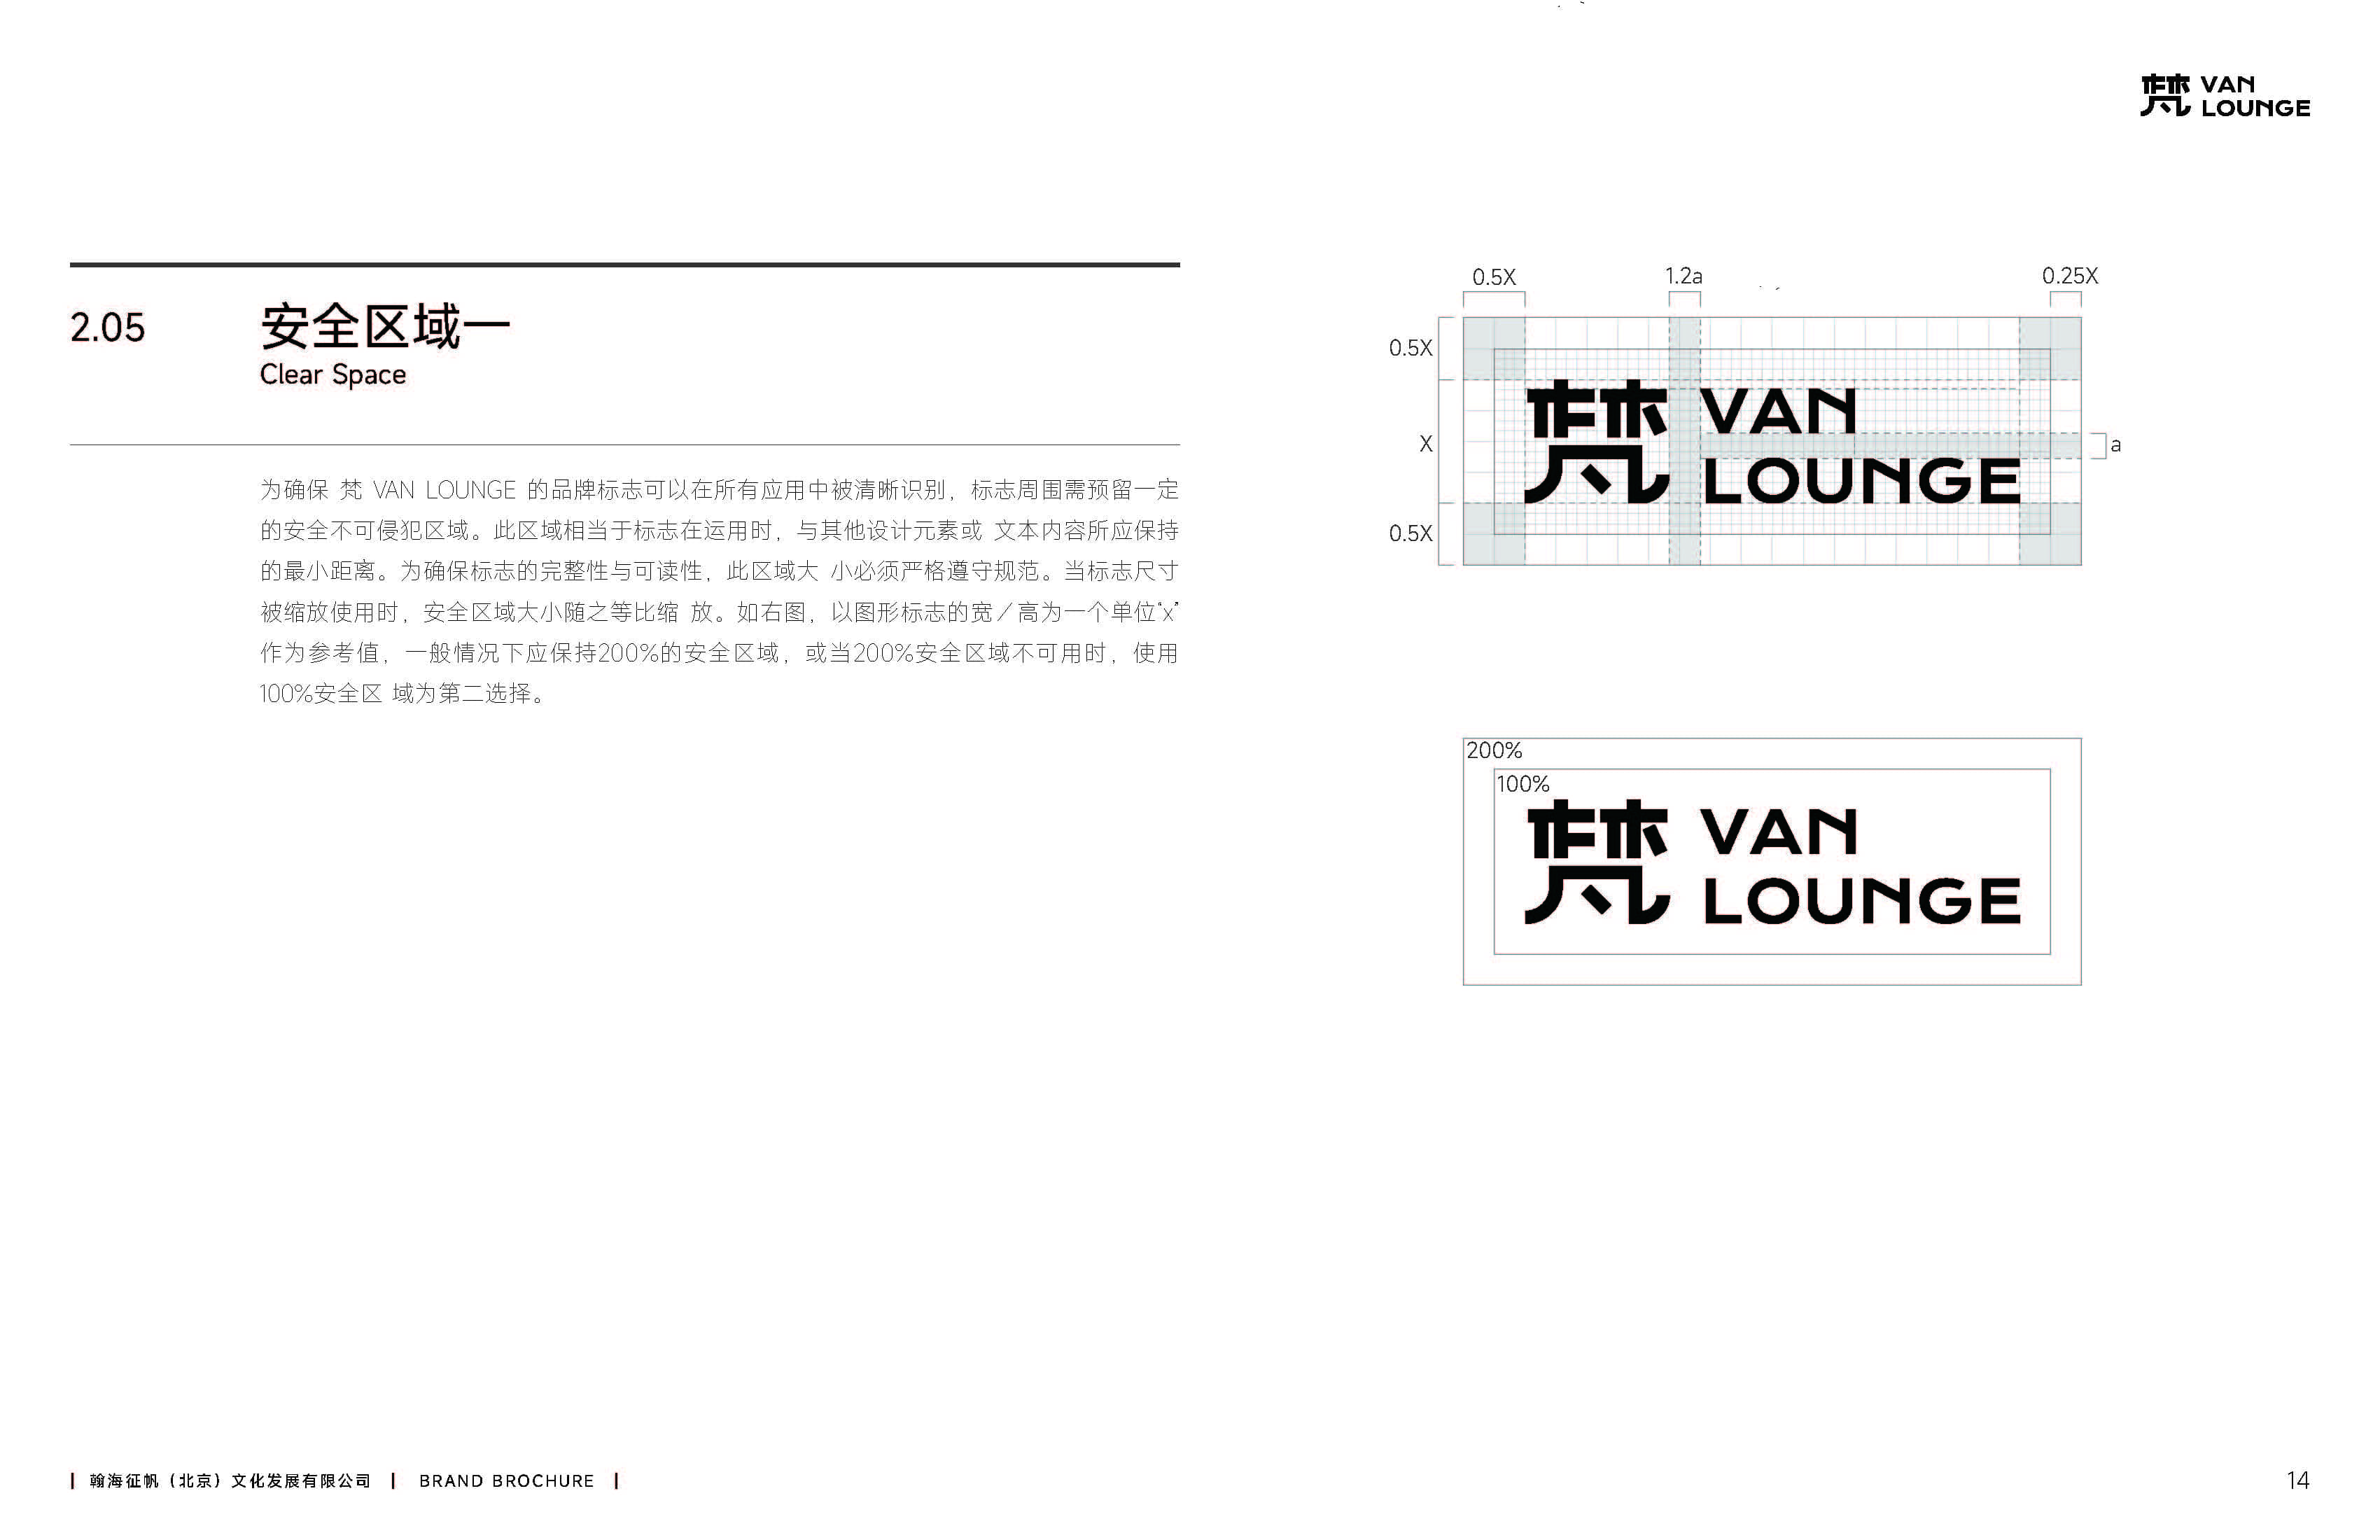 梵 VAN
LOUNGE
2.05
安全区域一
Clear Space
为确保 梵 VAN LOUNGE 的品牌标志可以在所有应用中被清晰识别，标志周围需预留一定
的安全不可侵犯区域。此区域相当于标志在运用时，与其他设计元素或 文本内容所应保持
的最小距离。为确保标志的完整性与可读性，此区域大 小必须严格遵守规范。当标志尺寸
被缩放使用时，安全区域大小随之等比缩 放。如右图，以图形标志的宽／高为一个单位“x”
作为参考值，一般情况下应保持200%的安全区域，或当200%安全区域不可用时，使用
100%安全区 域为第二选择。
0.5X 1.2a 0.25X
0.5X
X
a
0.5X
梵 VAN
LOUNGE
200%
100%
梵 VAN
LOUNGE
| 翰海征帆（北京）文化发展有限公司 | BRAND BROCHURE |
14